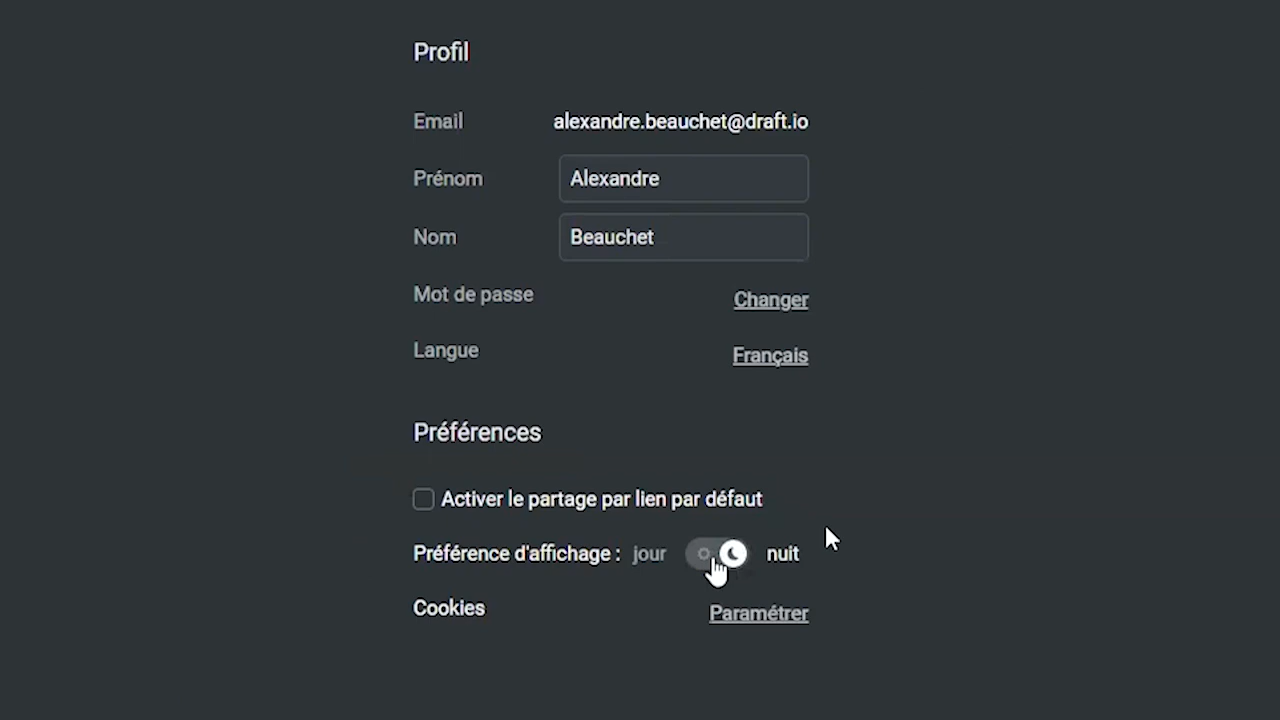 Profil
Email alexandre.beauchet@draft.io
Prénom Alexandre
Nom Beauchet
Mot de passe Changer
Langue Français
Préférences
Activer le partage par lien par défaut
Préférence d'affichage : jour nuit
Cookies Paramétrer